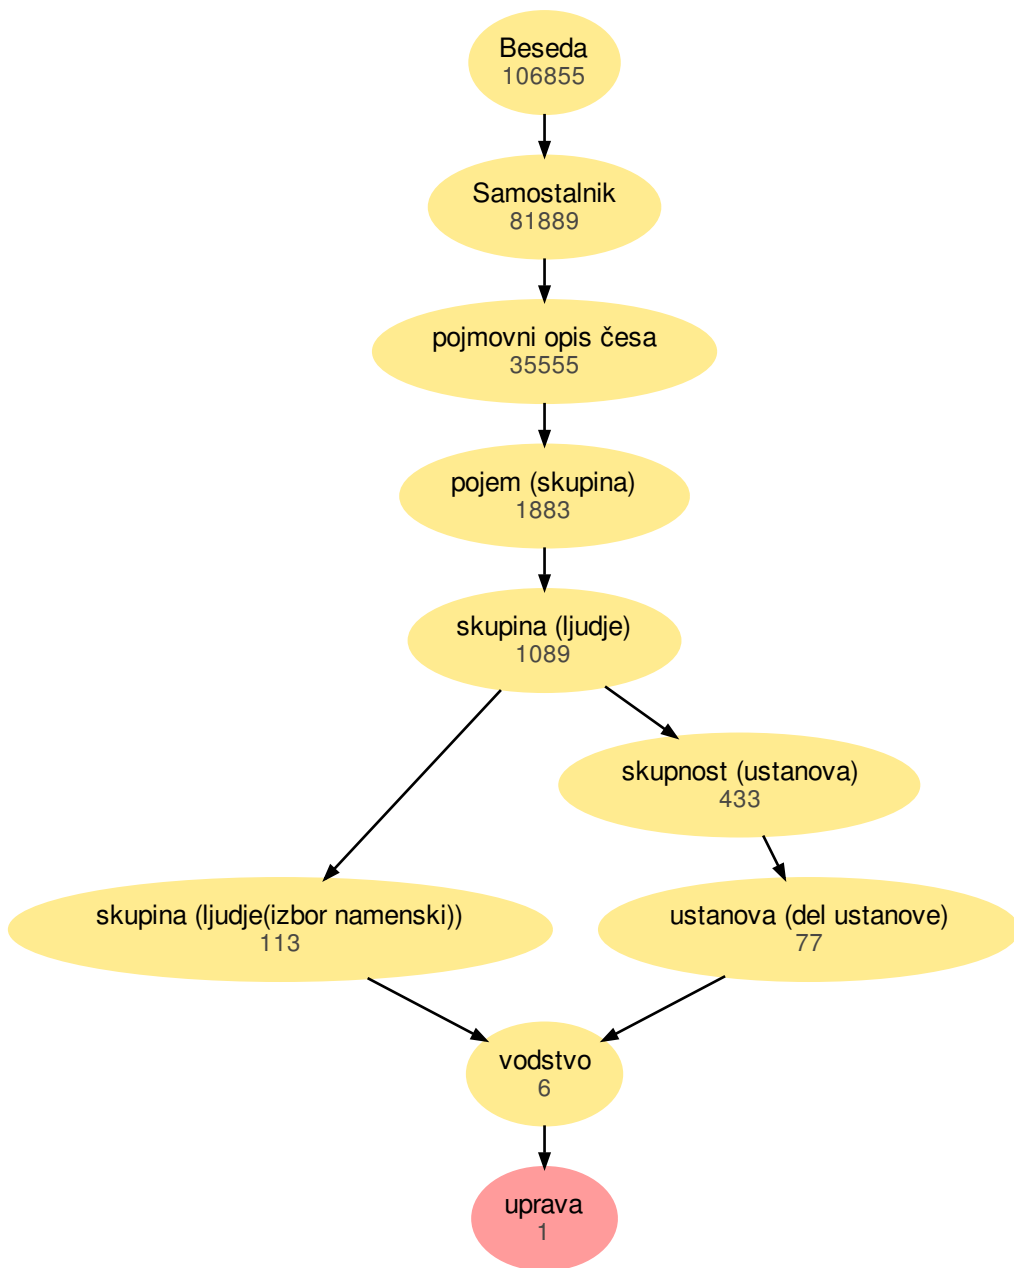 Beseda
106855
Samostalnik
81889
pojmovni opis česa
35555
pojem (skupina)
1883
skupina (ljudje)
1089
skupnost (ustanova)
433
skupina (ljudje(izbor namenski))
113
ustanova (del ustanove)
77
vodstvo
6
uprava
1